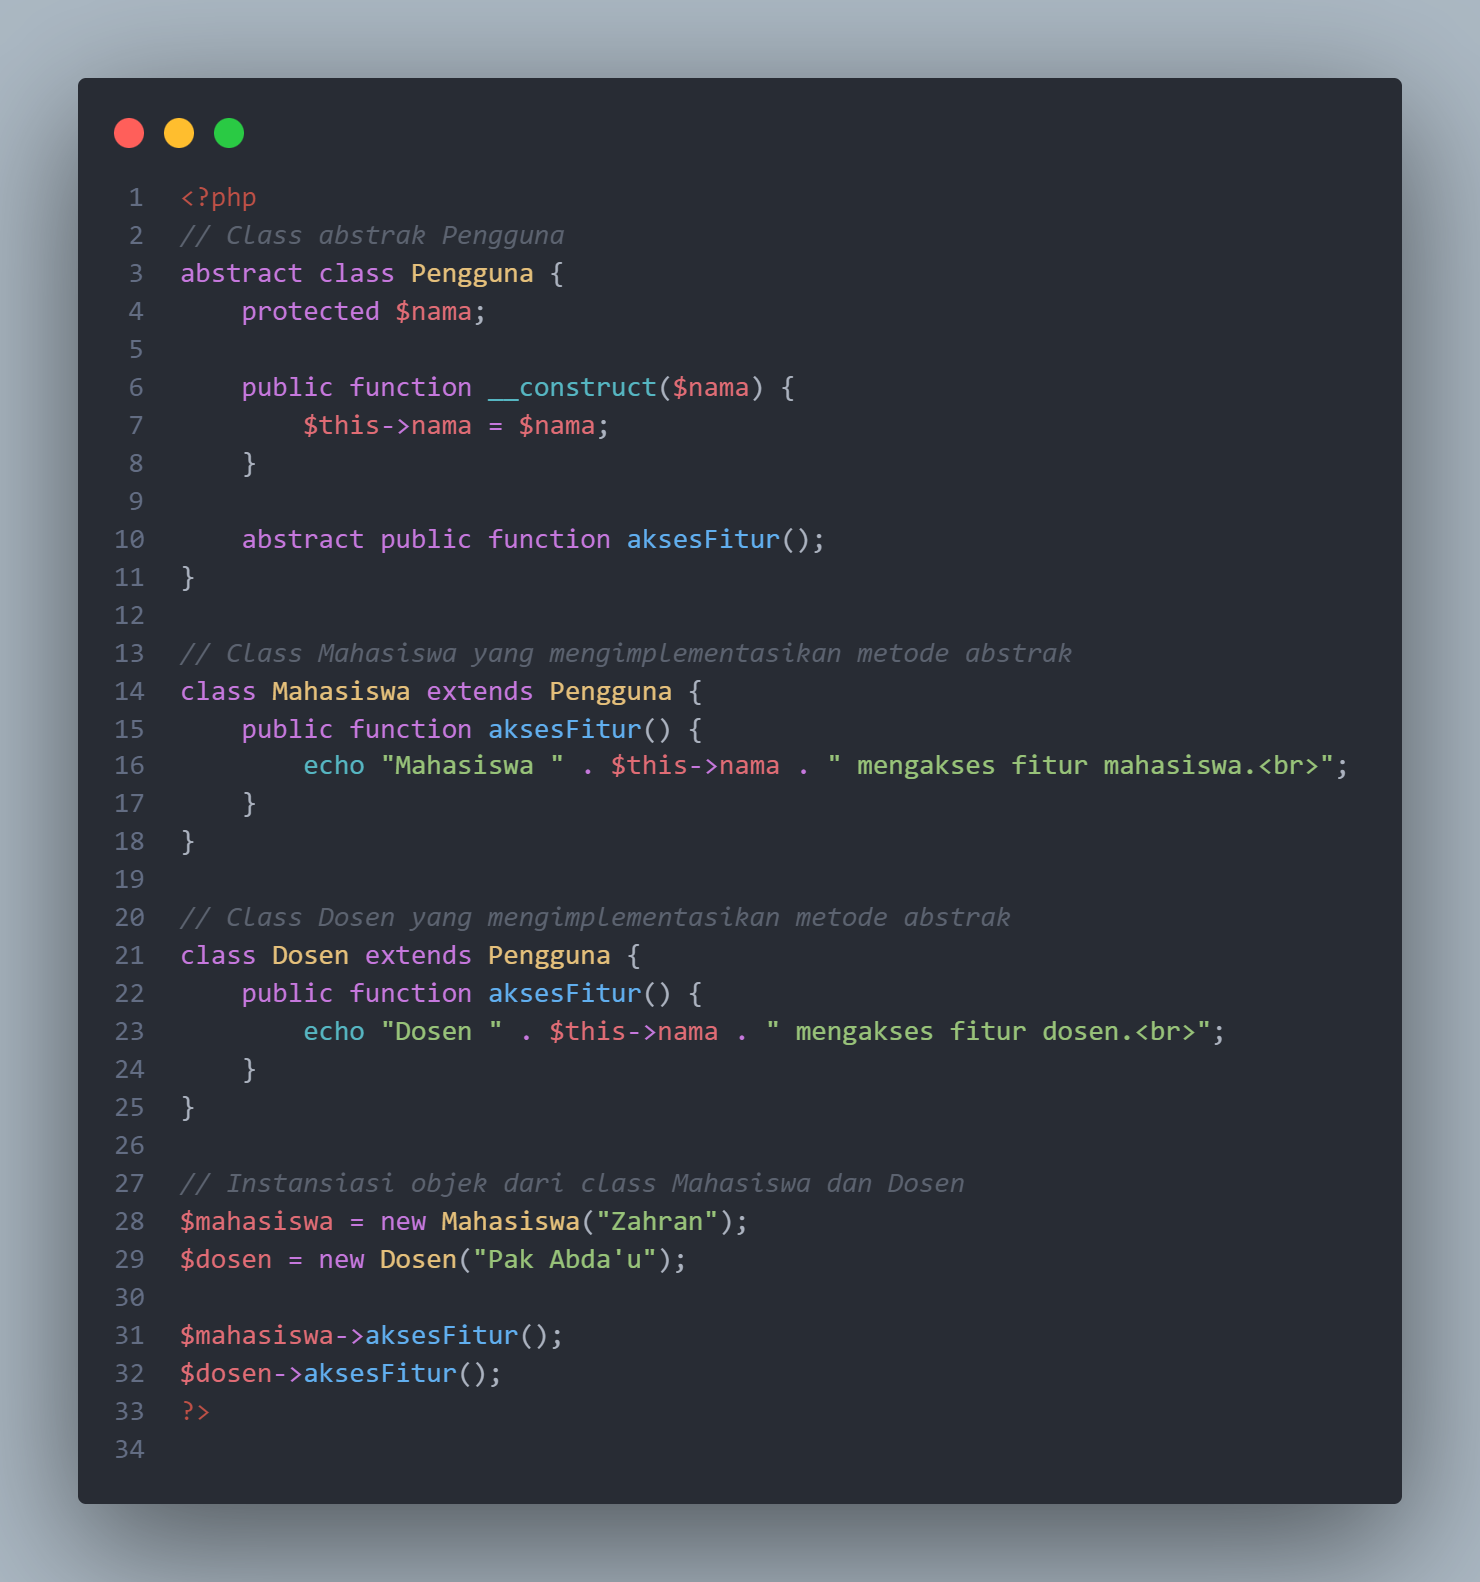 1 <?php
2 // Class abstrak Pengguna
3 abstract class Pengguna {
4     protected $nama;
5
6     public function __construct($nama) {
7         $this->nama = $nama;
8     }
9
10     abstract public function aksesFitur();
11 }
12
13 // Class Mahasiswa yang mengimplementasikan metode abstrak
14 class Mahasiswa extends Pengguna {
15     public function aksesFitur() {
16         echo "Mahasiswa " . $this->nama . " mengakses fitur mahasiswa.<br>";
17     }
18 }
19
20 // Class Dosen yang mengimplementasikan metode abstrak
21 class Dosen extends Pengguna {
22     public function aksesFitur() {
23         echo "Dosen " . $this->nama . " mengakses fitur dosen.<br>";
24     }
25 }
26
27 // Instansiasi objek dari class Mahasiswa dan Dosen
28 $mahasiswa = new Mahasiswa("Zahran");
29 $dosen = new Dosen("Pak Abda'u");
30
31 $mahasiswa->aksesFitur();
32 $dosen->aksesFitur();
33 ?>
34